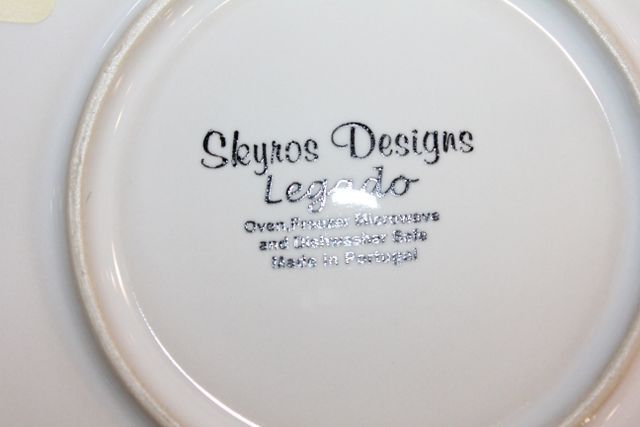 Skyros Designs
Legado
Oven, Freezer Microwave
and Dishwasher Safe
Made in Portugal